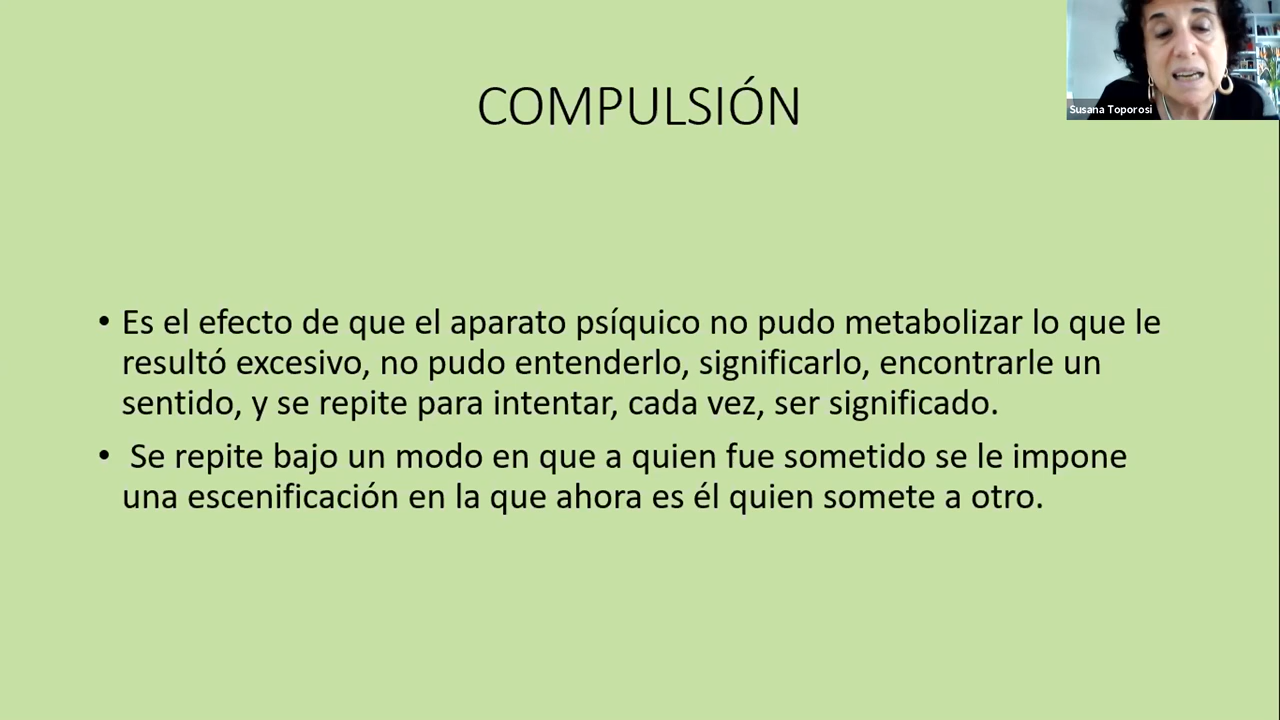 COMPULSIÓN
Susana Toporosi
• Es el efecto de que el aparato psíquico no pudo metabolizar lo que le
resultó excesivo, no pudo entenderlo, significarlo, encontrarle un
sentido, y se repite para intentar, cada vez, ser significado.
• Se repite bajo un modo en que a quien fue sometido se le impone
una escenificación en la que ahora es él quien somete a otro.